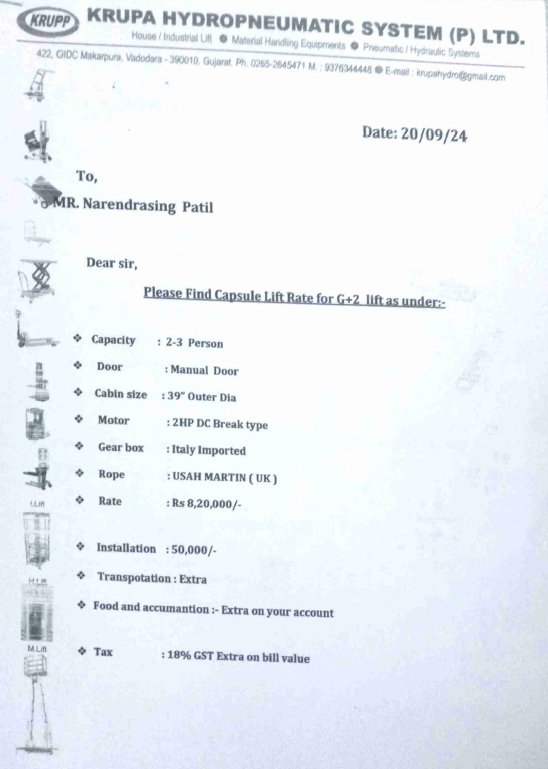 KRUPP KRUPA HYDROPNEUMATIC SYSTEM (P) LTD.
House / Industrial Lift ● Material Handling Equipments ● Pneumatic / Hydraulic Systems
422, GIDC Makarpura, Vadodara - 390010. Gujarat. Ph. 0265-2645471 M. : 9376344448 ● E-mail : krupahydro@gmail.com
Date: 20/09/24
To,
MR. Narendrasing Patil
Dear sir,
Please Find Capsule Lift Rate for G+2 lift as under:-
❖ Capacity : 2-3 Person
❖ Door : Manual Door
❖ Cabin size : 39" Outer Dia
❖ Motor : 2HP DC Break type
❖ Gear box : Italy Imported
❖ Rope : USAH MARTIN ( UK )
❖ Rate : Rs 8,20,000/-
❖ Installation : 50,000/-
❖ Transpotation : Extra
❖ Food and accumantion :- Extra on your account
❖ Tax : 18% GST Extra on bill value
I.Lift
H.Lift
M.Lift